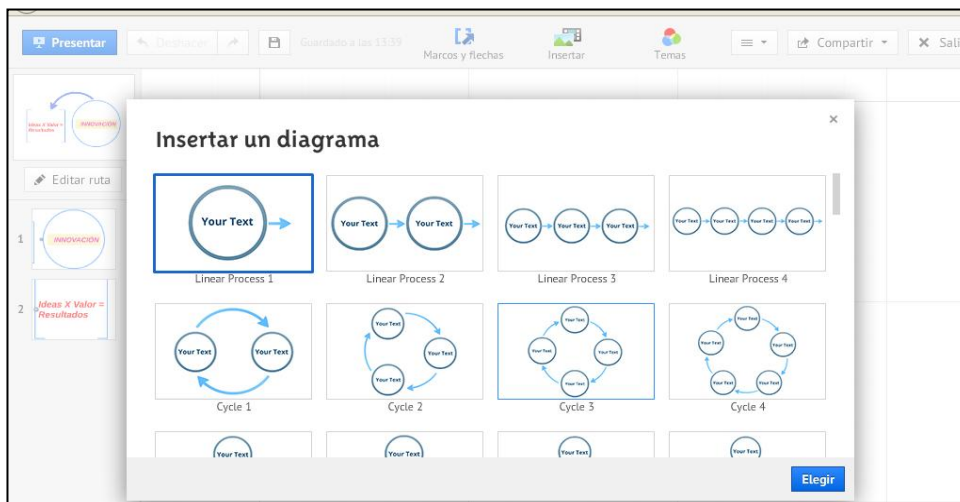 Presentar
Deshacer
Guardado a las 13:39
Marcos y flechas
Insertar
Temas
Compartir
Sali
Ideas X Valor =
Resultados
INNOVACIÓN
Editar ruta
1
INNOVACIÓN
2
Ideas X Valor =
Resultados
Insertar un diagrama
Your Text
Your Text
Your Text
Your Text
Your Text
Your Text
Your Text
Your Text
Your Text
Your Text
Linear Process 1
Linear Process 2
Linear Process 3
Linear Process 4
Your Text
Your Text
Your Text
Your Text
Your Text
Your Text
Your Text
Your Text
Your Text
Your Text
Your Text
Your Text
Your Text
Your Text
Cycle 1
Cycle 2
Cycle 3
Cycle 4
Your Text
Your Text
Your Text
Your Text
Elegir